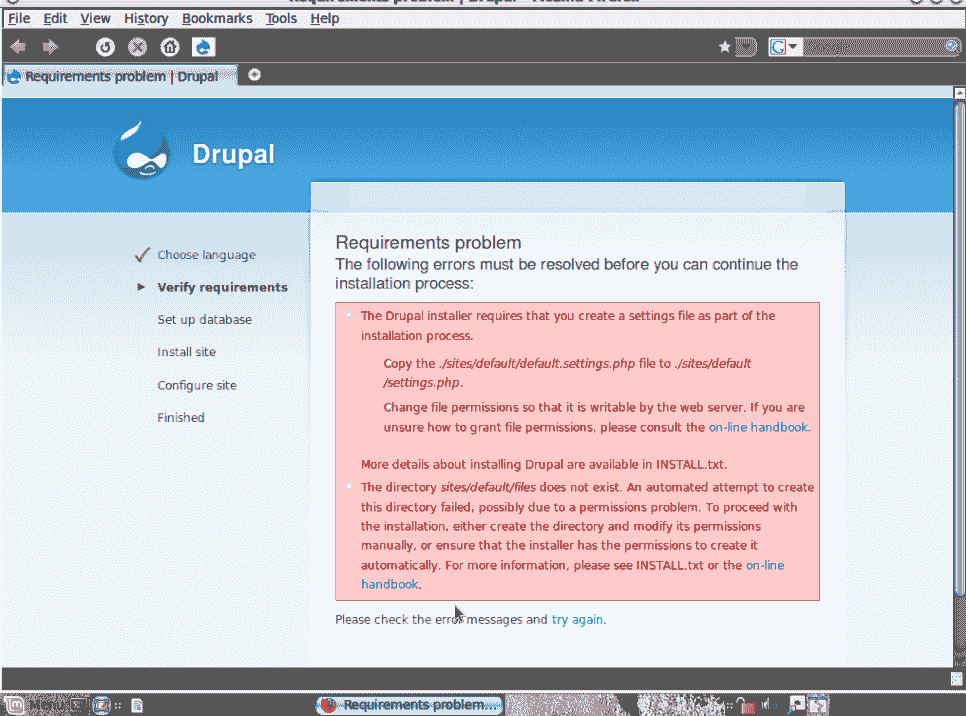 File Edit View History Bookmarks Tools Help
Requirements problem | Drupal
Drupal
Requirements problem
The following errors must be resolved before you can continue the
installation process:
Choose language
Verify requirements
Set up database
Install site
Configure site
Finished
The Drupal installer requires that you create a settings file as part of the
installation process.
Copy the ./sites/default/default.settings.php file to ./sites/default
/settings.php.
Change file permissions so that it is writable by the web server. If you are
unsure how to grant file permissions, please consult the on-line handbook.
More details about installing Drupal are available in INSTALL.txt.
The directory sites/default/files does not exist. An automated attempt to create
this directory failed, possibly due to a permissions problem. To proceed with
the installation, either create the directory and modify its permissions
manually, or ensure that the installer has the permissions to create it
automatically. For more information, please see INSTALL.txt or the on-line
handbook.
Please check the error messages and try again.
Menu
Requirements problem...